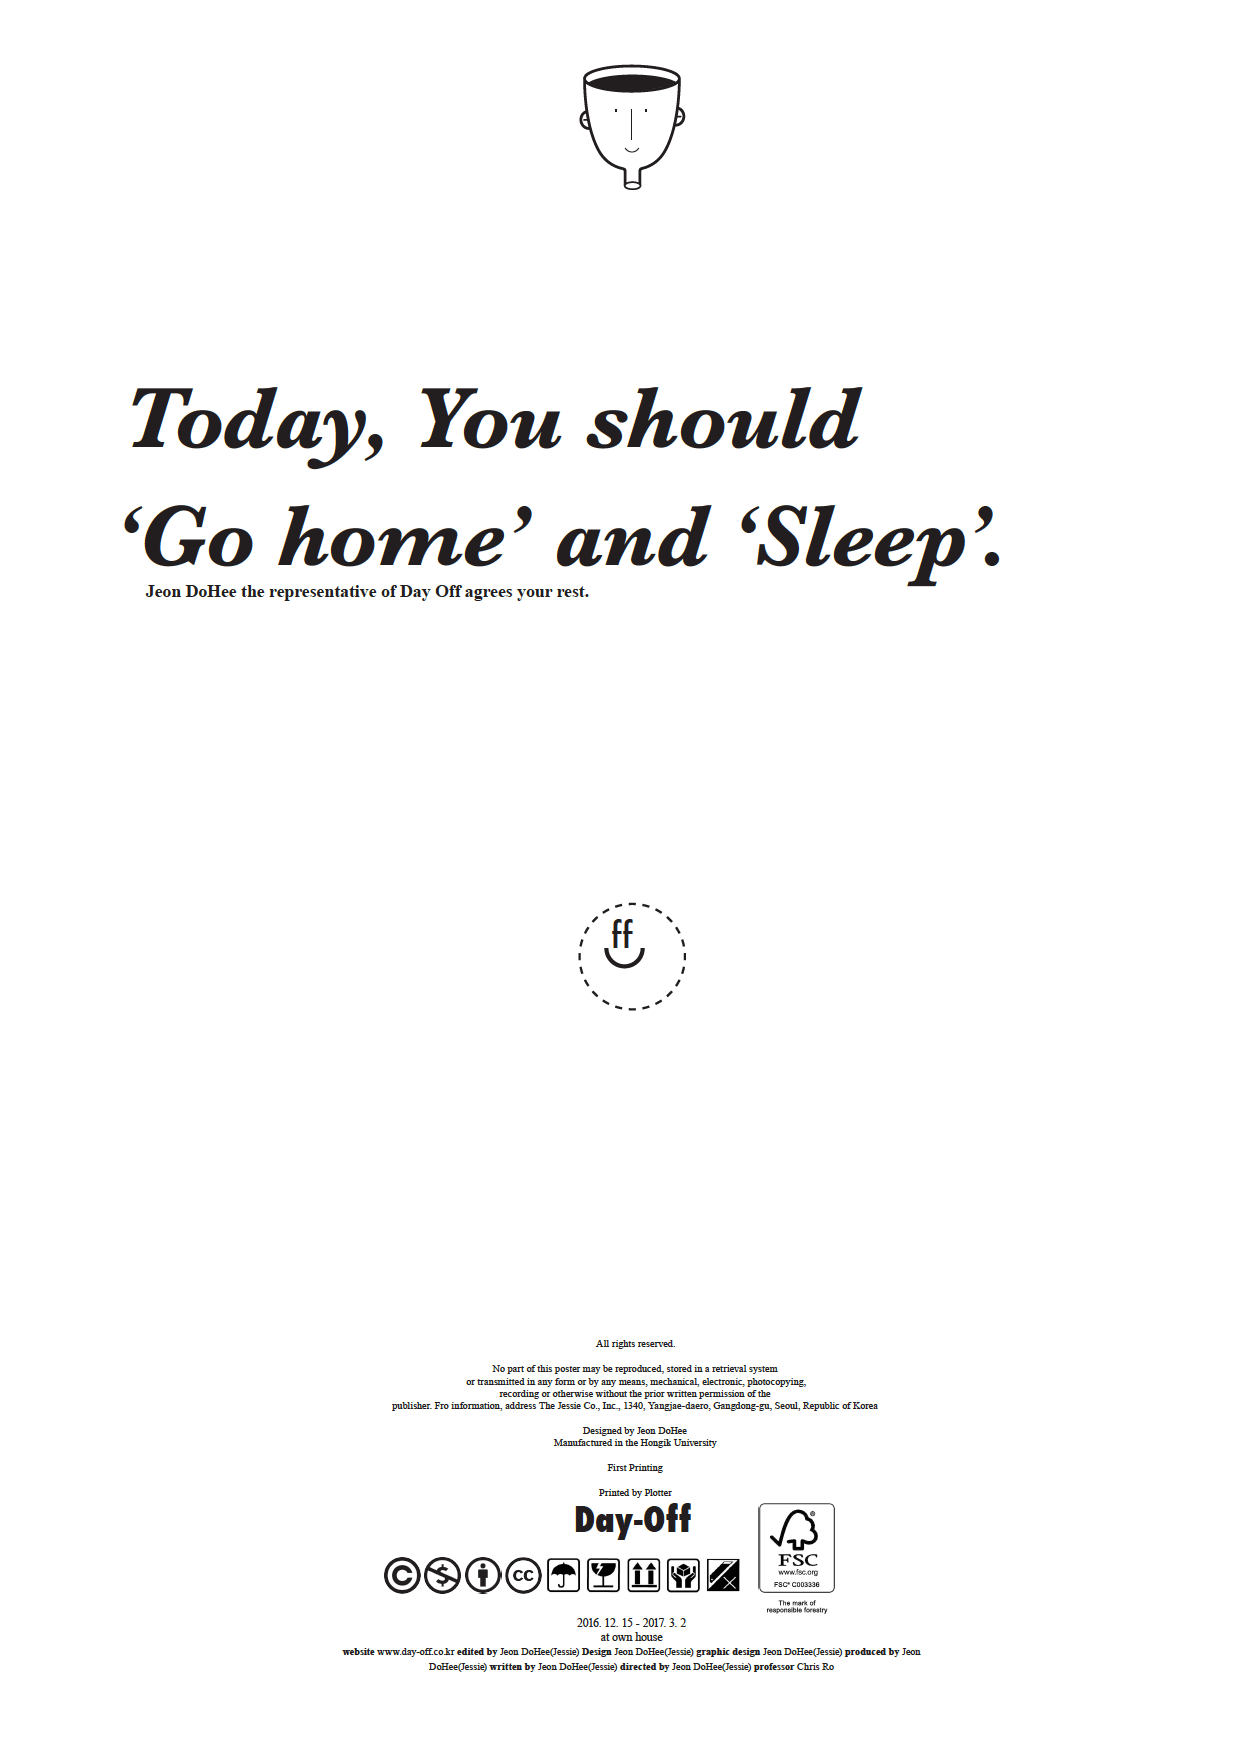 Today, You should
‘Go home’ and ‘Sleep’.
Jeon DoHee the representative of Day Off agrees your rest.
ff
All rights reserved.
No part of this poster may be reproduced, stored in a retrieval system
or transmitted in any form or by any means, mechanical, electronic, photocopying,
recording or otherwise without the prior written permission of the
publisher. Fro information, address The Jessie Co., Inc., 1340, Yangjae-daero, Gangdong-gu, Seoul, Republic of Korea
Designed by Jeon DoHee
Manufactured in the Hongik University
First Printing
Printed by Plotter
Day-Off
C $ CC
®
FSC
www.fsc.org
FSC® C003336
The mark of
responsible forestry
2016. 12. 15 - 2017. 3. 2
at own house
website www.day-off.co.kr edited by Jeon DoHee(Jessie) Design Jeon DoHee(Jessie) graphic design Jeon DoHee(Jessie) produced by Jeon
DoHee(Jessie) written by Jeon DoHee(Jessie) directed by Jeon DoHee(Jessie) professor Chris Ro